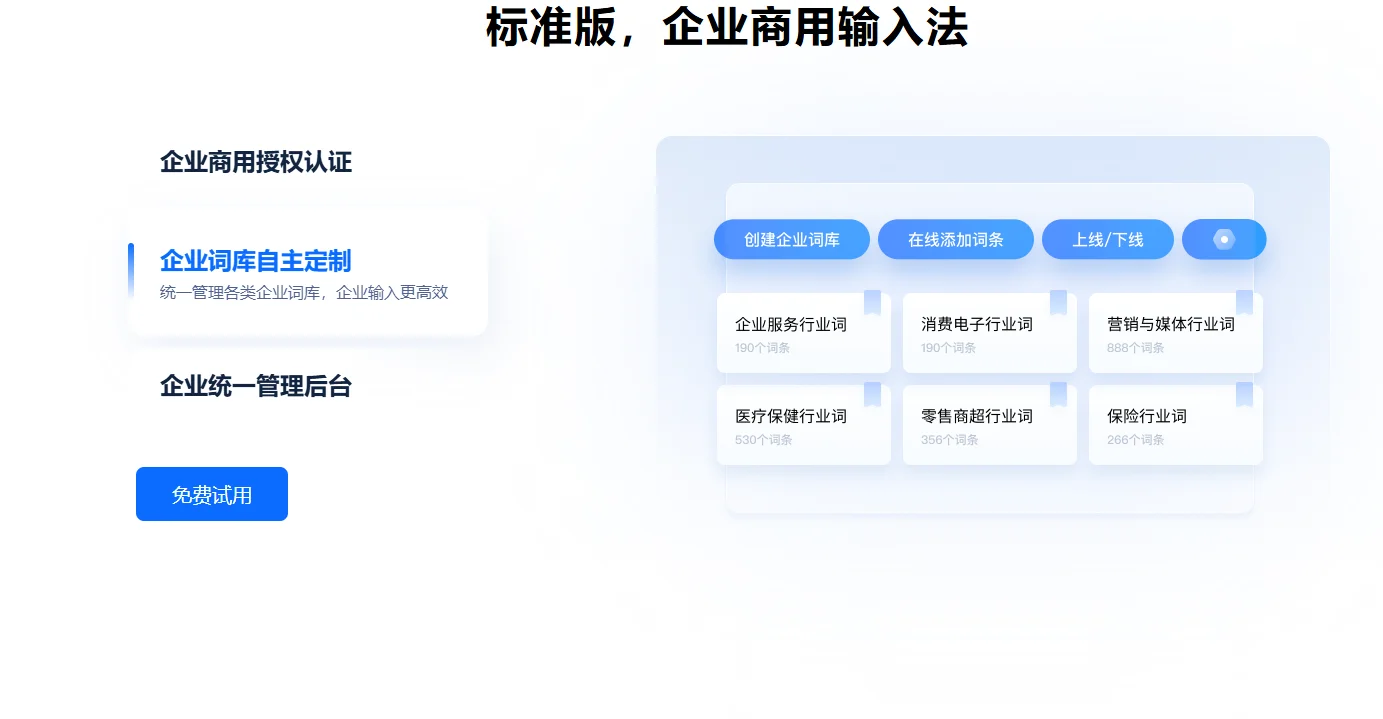 标准版，企业商用输入法
企业商用授权认证
企业词库自主定制
统一管理各类企业词库，企业输入更高效
企业统一管理后台
免费试用
创建企业词库
在线添加词条
上线/下线
企业服务行业词
190个词条
消费电子行业词
190个词条
营销与媒体行业词
888个词条
医疗保健行业词
530个词条
零售商超行业词
356个词条
保险行业词
266个词条